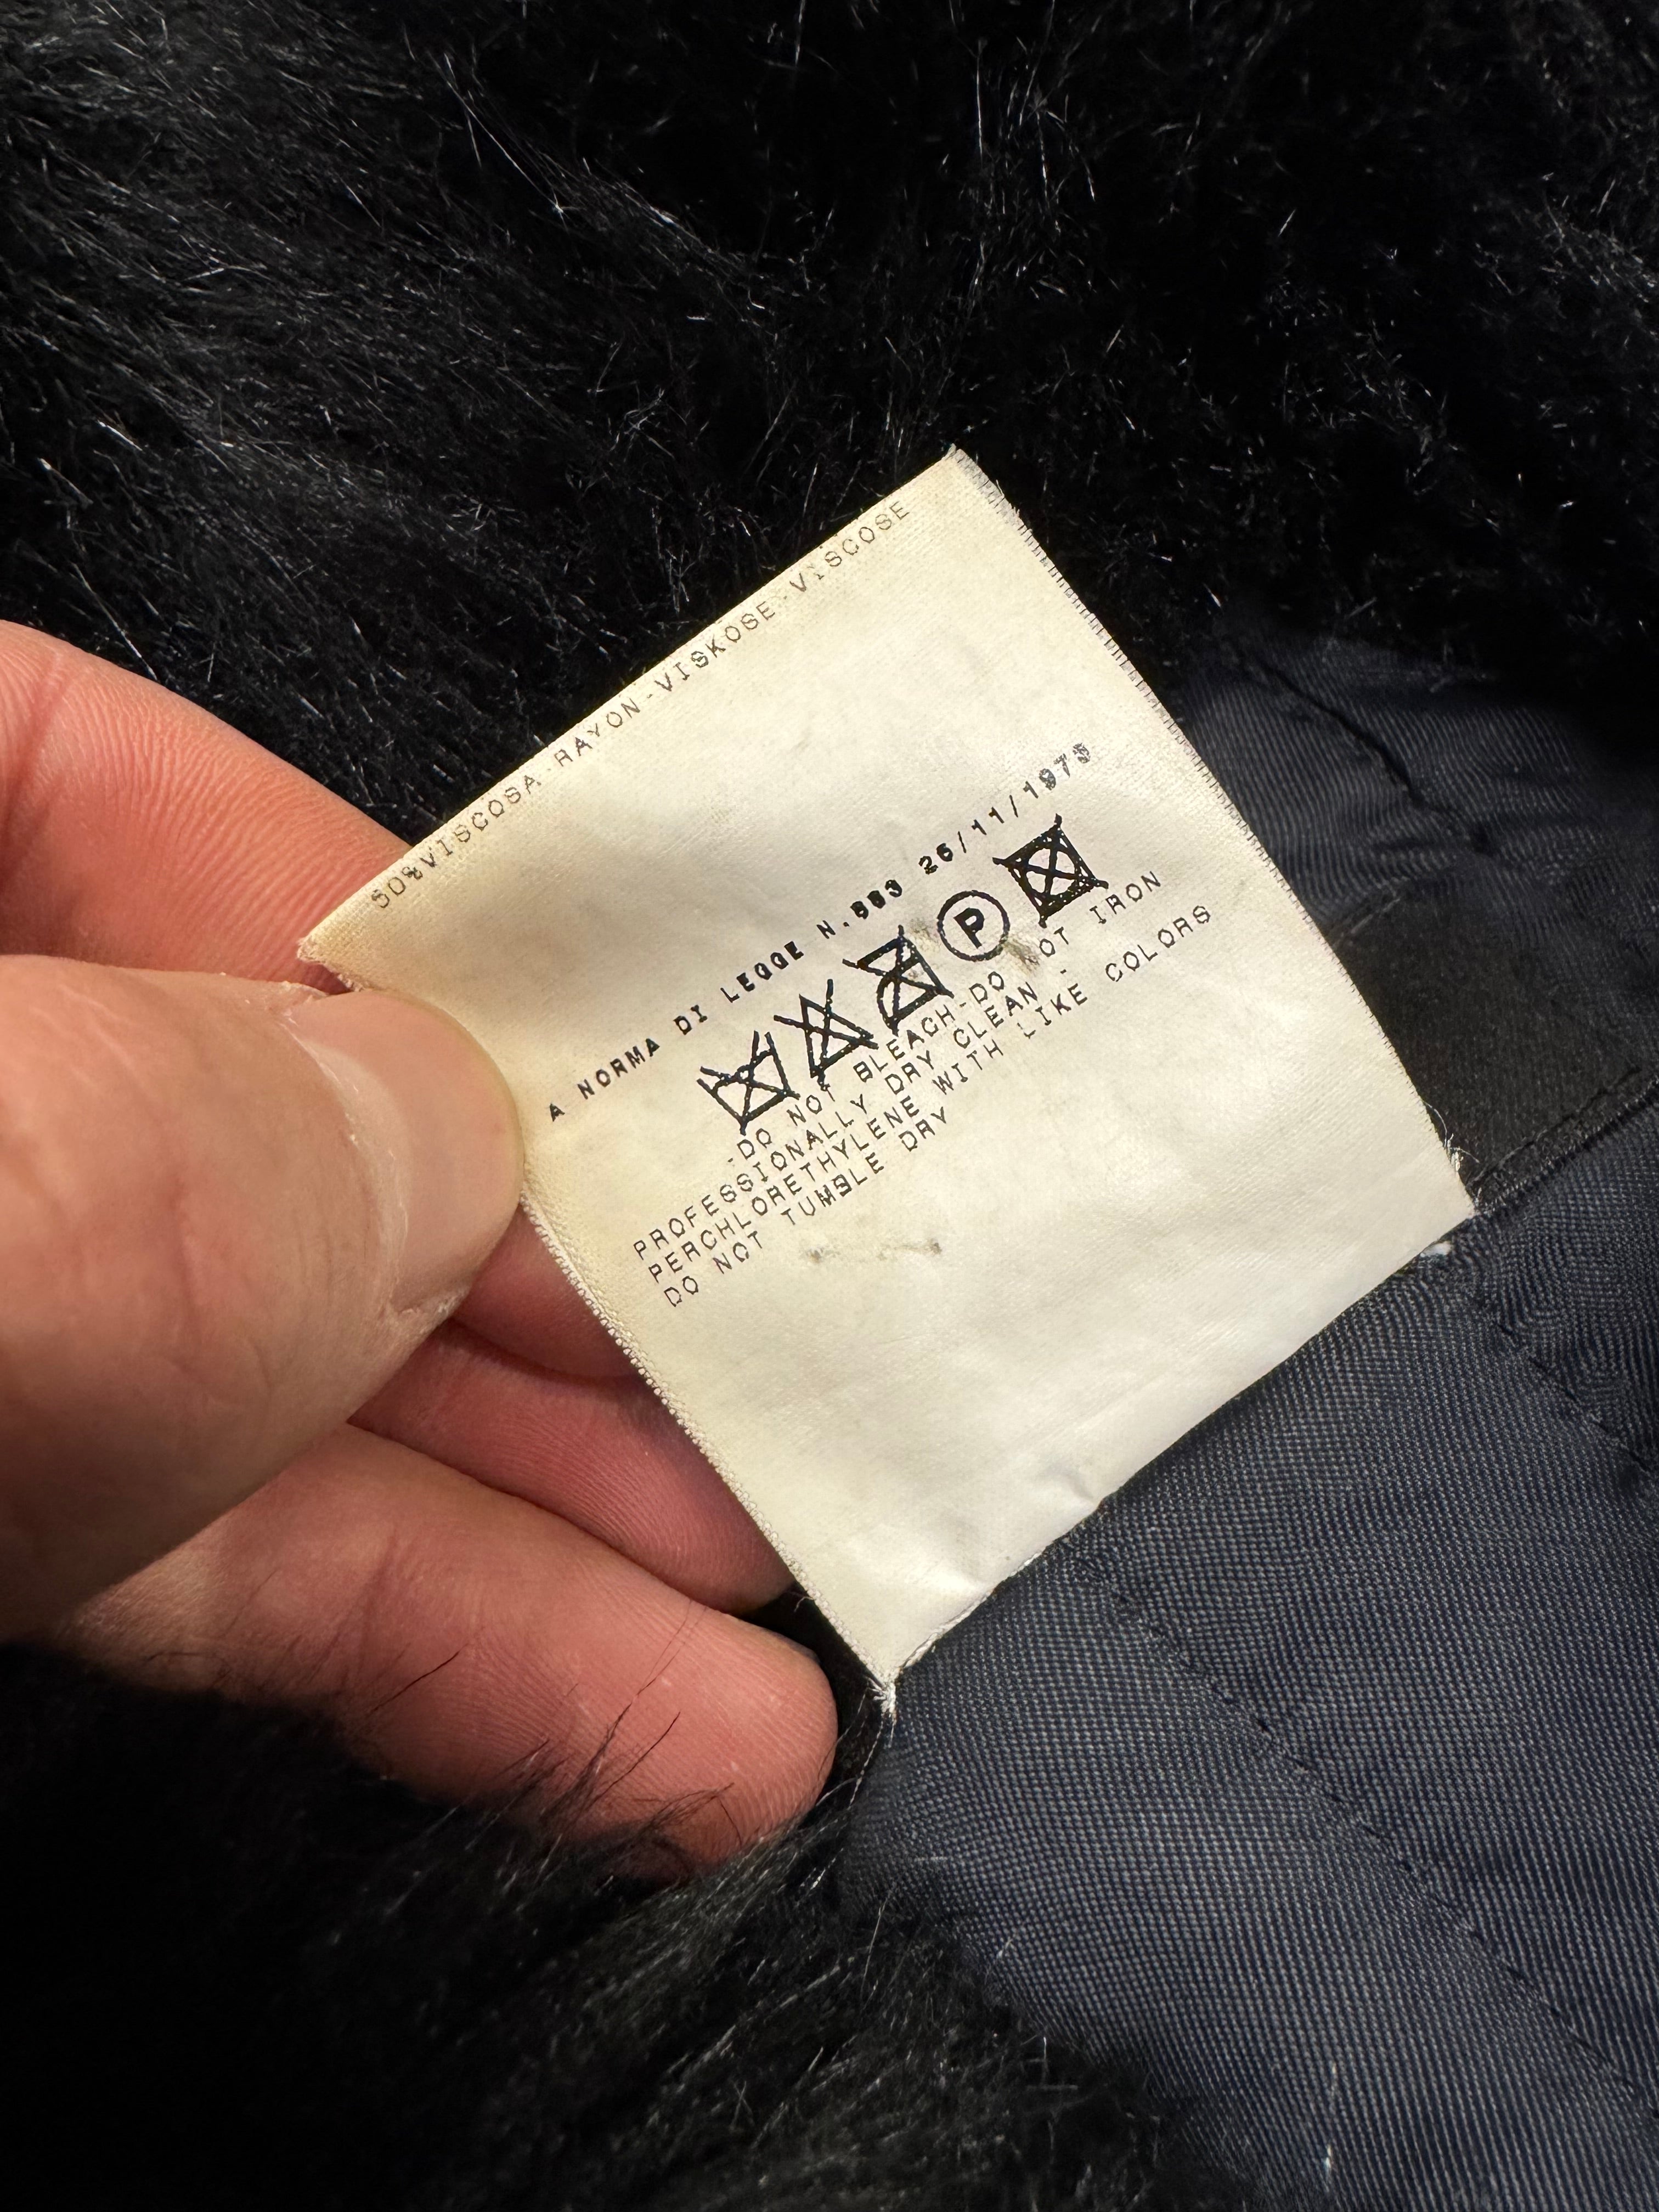 50%VISCOSA-RAYON-VISKOSE-VISCOSE
A NORMA DI LEGGE N.883 26/11/1973
P
-DO NOT BLEACH-DO NOT IRON
PROFESSIONALLY DRY CLEAN -
PERCHLORETHYLENE WITH LIKE COLORS
DO NOT TUMBLE DRY